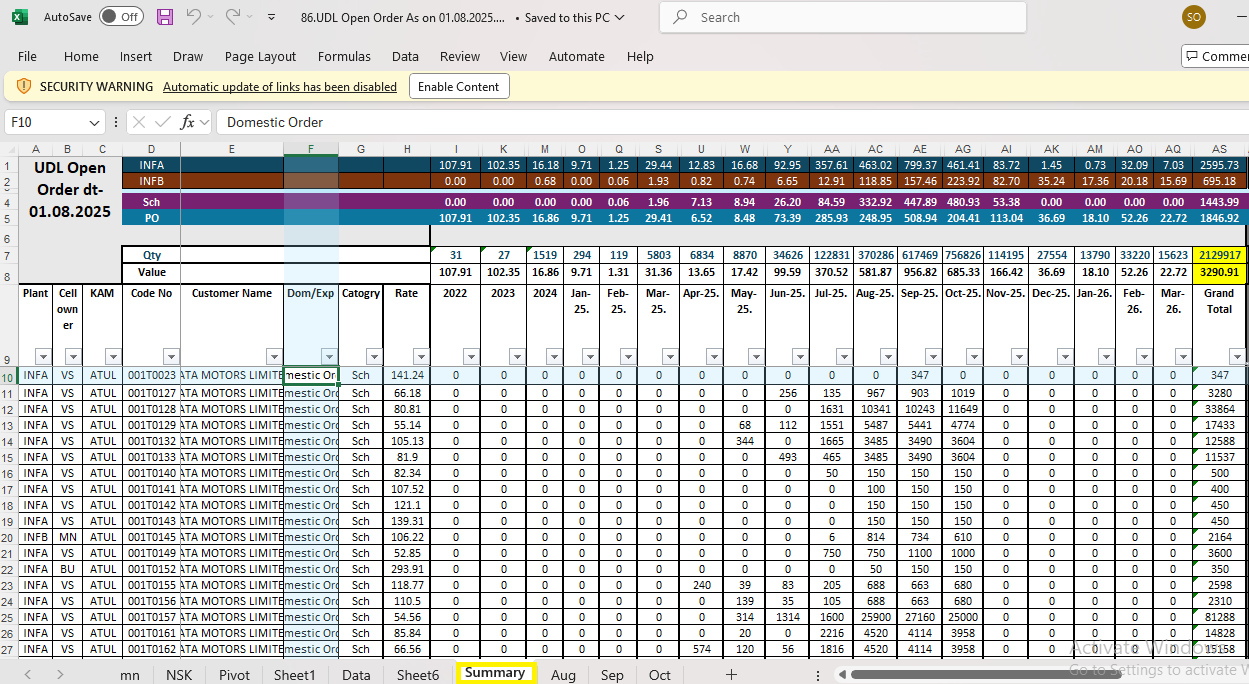 AutoSave Off 86.UDL Open Order As on 01.08.2025.... • Saved to this PC Search SO
File Home Insert Draw Page Layout Formulas Data Review View Automate Help Commen
SECURITY WARNING Automatic update of links has been disabled Enable Content
F10 fx Domestic Order
A B C D E F G H I K M O Q S U W Y AA AC AE AG AI AK AM AO AQ AS
UDL Open Order dt- 01.08.2025
1 INFA 107.91 102.35 16.18 9.71 1.25 29.44 12.83 16.68 92.95 357.61 463.02 799.37 461.41 83.72 1.45 0.73 32.09 7.03 2595.73
2 INFB 0.00 0.00 0.68 0.00 0.06 1.93 0.82 0.74 6.65 12.91 118.85 157.46 223.92 82.70 35.24 17.36 20.18 15.69 695.18
4 Sch 0.00 0.00 0.00 0.00 0.06 1.96 7.13 8.94 26.20 84.59 332.92 447.89 480.93 53.38 0.00 0.00 0.00 0.00 1443.99
5 PO 107.91 102.35 16.86 9.71 1.25 29.41 6.52 8.48 73.39 285.93 248.95 508.94 204.41 113.04 36.69 18.10 52.26 22.72 1846.92
6
7 Qty 31 27 1519 294 119 5803 6834 8870 34626 122831 370286 617469 756826 114195 27554 13790 33220 15623 2129917
8 Value 107.91 102.35 16.86 9.71 1.31 31.36 13.65 17.42 99.59 370.52 581.87 956.82 685.33 166.42 36.69 18.10 52.26 22.72 3290.91
9 Plant Cell own er KAM Code No Customer Name Dom/Exp Catogry Rate 2022 2023 2024 Jan-25. Feb-25. Mar-25. Apr-25. May-25. Jun-25. Jul-25. Aug-25. Sep-25. Oct-25. Nov-25. Dec-25. Jan-26. Feb-26. Mar-26. Grand Total
10 INFA VS ATUL 001T0023 ATA MOTORS LIMITE mestic Or Sch 141.24 0 0 0 0 0 0 0 0 0 0 0 347 0 0 0 0 0 0 347
11 INFA VS ATUL 001T0127 ATA MOTORS LIMITE mestic Ord Sch 66.18 0 0 0 0 0 0 0 0 256 135 967 903 1019 0 0 0 0 0 3280
12 INFA VS ATUL 001T0128 ATA MOTORS LIMITE mestic Ord Sch 80.81 0 0 0 0 0 0 0 0 0 1631 10341 10243 11649 0 0 0 0 0 33864
13 INFA VS ATUL 001T0129 ATA MOTORS LIMITE mestic Ord Sch 55.14 0 0 0 0 0 0 0 68 112 1551 5487 5441 4774 0 0 0 0 0 17433
14 INFA VS ATUL 001T0132 ATA MOTORS LIMITE mestic Ord Sch 105.13 0 0 0 0 0 0 0 344 0 1665 3485 3490 3604 0 0 0 0 0 12588
15 INFA VS ATUL 001T0133 ATA MOTORS LIMITE mestic Ord Sch 81.9 0 0 0 0 0 0 0 0 493 465 3485 3490 3604 0 0 0 0 0 11537
16 INFA VS ATUL 001T0140 ATA MOTORS LIMITE mestic Ord Sch 82.34 0 0 0 0 0 0 0 0 0 50 150 150 150 0 0 0 0 0 500
17 INFA VS ATUL 001T0141 ATA MOTORS LIMITE mestic Ord Sch 107.52 0 0 0 0 0 0 0 0 0 0 100 150 150 0 0 0 0 0 400
18 INFA VS ATUL 001T0142 ATA MOTORS LIMITE mestic Ord Sch 121.1 0 0 0 0 0 0 0 0 0 0 150 150 150 0 0 0 0 0 450
19 INFA VS ATUL 001T0143 ATA MOTORS LIMITE mestic Ord Sch 139.31 0 0 0 0 0 0 0 0 0 0 150 150 150 0 0 0 0 0 450
20 INFB MN ATUL 001T0145 ATA MOTORS LIMITE mestic Ord Sch 106.22 0 0 0 0 0 0 0 0 0 6 814 734 610 0 0 0 0 0 2164
21 INFA VS ATUL 001T0149 ATA MOTORS LIMITE mestic Ord Sch 52.85 0 0 0 0 0 0 0 0 0 750 750 1100 1000 0 0 0 0 0 3600
22 INFA BU ATUL 001T0152 ATA MOTORS LIMITE mestic Ord Sch 293.91 0 0 0 0 0 0 0 0 0 0 50 150 150 0 0 0 0 0 350
23 INFA VS ATUL 001T0155 ATA MOTORS LIMITE mestic Ord Sch 118.77 0 0 0 0 0 0 240 39 83 205 688 663 680 0 0 0 0 0 2598
24 INFA VS ATUL 001T0156 ATA MOTORS LIMITE mestic Ord Sch 110.5 0 0 0 0 0 0 0 139 35 105 688 663 680 0 0 0 0 0 2310
25 INFA VS ATUL 001T0157 ATA MOTORS LIMITE mestic Ord Sch 54.56 0 0 0 0 0 0 0 314 1314 1600 25900 27160 25000 0 0 0 0 0 81288
26 INFA VS ATUL 001T0161 ATA MOTORS LIMITE mestic Ord Sch 85.84 0 0 0 0 0 0 0 20 0 2216 4520 4114 3958 0 0 0 0 0 14828
27 INFA VS ATUL 001T0162 ATA MOTORS LIMITE mestic Ord Sch 66.56 0 0 0 0 0 0 574 120 56 1816 4520 4114 3958 0 0 0 0 0 15158
Activate Windows
Go to Settings to activate W
mn NSK Pivot Sheet1 Data Sheet6 Summary Aug Sep Oct